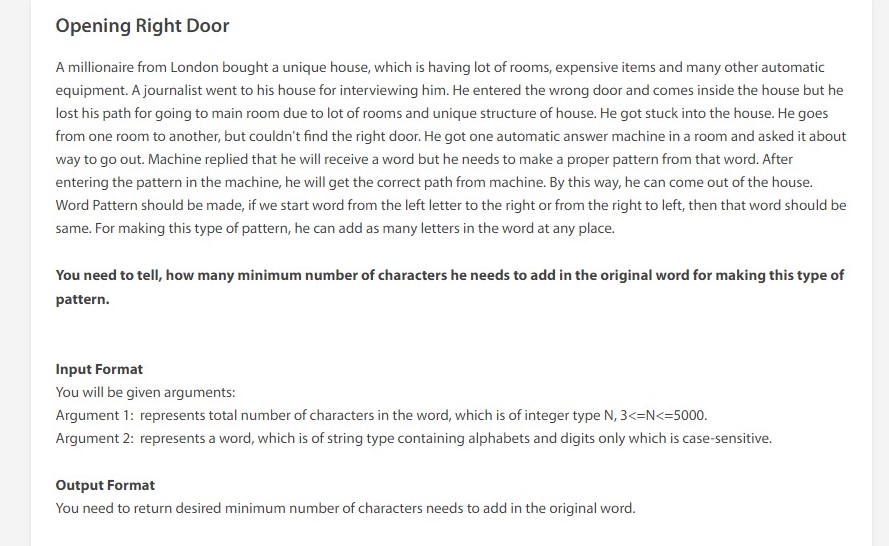 Opening Right Door
A millionaire from London bought a unique house, which is having lot of rooms, expensive items and many other automatic
equipment. A journalist went to his house for interviewing him. He entered the wrong door and comes inside the house but he
lost his path for going to main room due to lot of rooms and unique structure of house. He got stuck into the house. He goes
from one room to another, but couldn't find the right door. He got one automatic answer machine in a room and asked it about
way to go out. Machine replied that he will receive a word but he needs to make a proper pattern from that word. After
entering the pattern in the machine, he will get the correct path from machine. By this way, he can come out of the house.
Word Pattern should be made, if we start word from the left letter to the right or from the right to left, then that word should be
same. For making this type of pattern, he can add as many letters in the word at any place.
You need to tell, how many minimum number of characters he needs to add in the original word for making this type of
pattern.
Input Format
You will be given arguments:
Argument 1: represents total number of characters in the word, which is of integer type N, 3<=N<=5000.
Argument 2: represents a word, which is of string type containing alphabets and digits only which is case-sensitive.
Output Format
You need to return desired minimum number of characters needs to add in the original word.